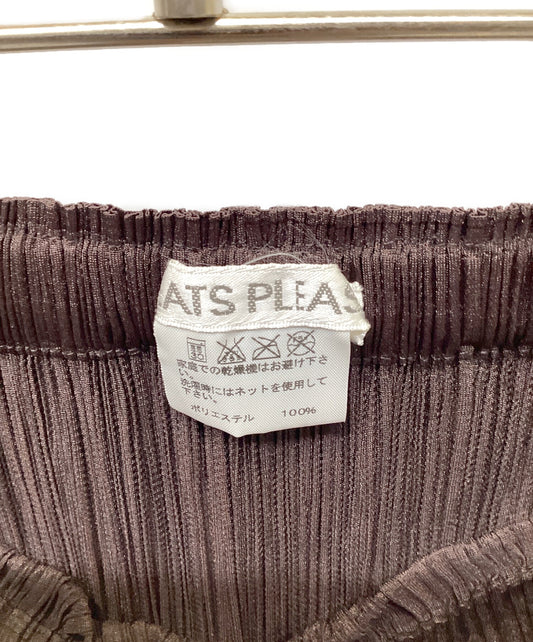 ATS PLEAS
家庭での乾燥機はお避け下さ
い。
洗濯時にはネットを使用して
下さい。
ポリエステル 100%